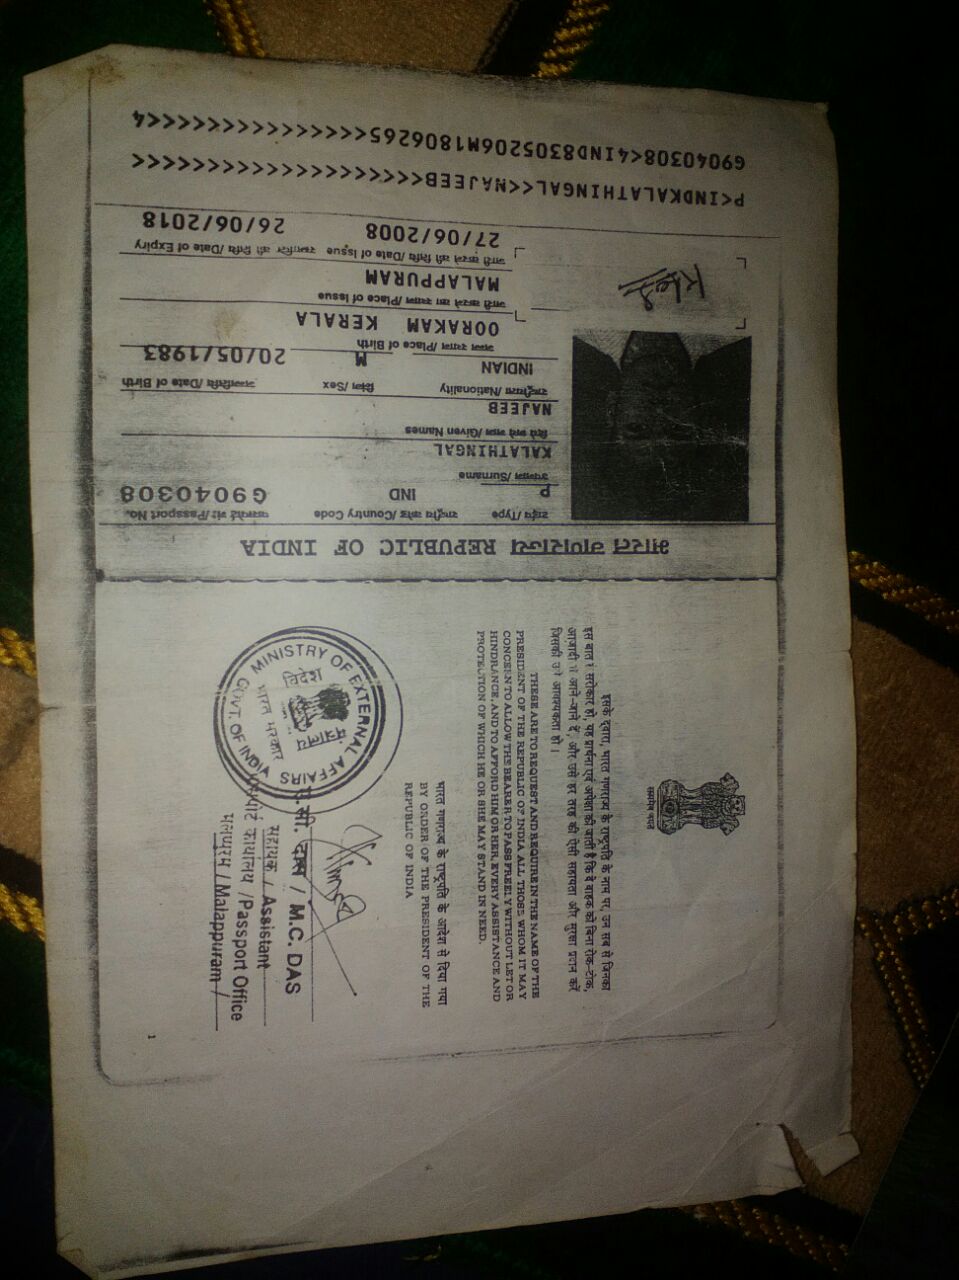 सत्यमेव जयते
इसके द्वारा, भारत गणराज्य के राष्ट्रपति के नाम पर, उन सब से जिनका
इस बात से सरोकार हो, यह प्रार्थना एवं अपेक्षा की जाती है कि वे वाहक को बिना रोक-टोक,
आज़ादी से आने-जाने दें, और उसे हर तरह की ऐसी सहायता और सुरक्षा प्रदान करें
जिसकी उसे आवश्यकता हो।
THESE ARE TO REQUEST AND REQUIRE IN THE NAME OF THE
PRESIDENT OF THE REPUBLIC OF INDIA ALL THOSE WHOM IT MAY
CONCERN TO ALLOW THE BEARER TO PASS FREELY WITHOUT LET OR
HINDRANCE, AND TO AFFORD HIM OR HER, EVERY ASSISTANCE AND
PROTECTION OF WHICH HE OR SHE MAY STAND IN NEED.
भारत गणराज्य के राष्ट्रपति के आदेश से दिया गया
BY ORDER OF THE PRESIDENT OF THE
REPUBLIC OF INDIA
MINISTRY OF EXTERNAL AFFAIRS
GOVT. OF INDIA
विदेश
मंत्रालय
भारत सरकार
एम.सी. दास / M.C. DAS
सहायक / Assistant
कार्यालय / Passport Office
मलप्पुरम / Malappuram
1
भारत गणराज्य REPUBLIC OF INDIA
टाइप /Type राष्ट्रीय कोड /Country Code पासपोर्ट नं./Passport No.
P IND G9040308
उपनाम /Surname
KALATHINGAL
दिये गये नाम /Given Names
NAJEEB
राष्ट्रीयता /Nationality लिंग /Sex जन्मतिथि /Date of Birth
INDIAN M 20/05/1983
जन्म स्थान /Place of Birth
OORAKAM KERALA
जारी करने का स्थान /Place of Issue
MALAPPURAM
जारी करने की तिथि /Date of Issue समाप्ति की तिथि /Date of Expiry
27/06/2008 26/06/2018
P<INDKALATHINGAL<<NAJEEB<<<<<<<<<<<<<<<<<<<<
G9040308<4IND8305206M1806265<<<<<<<<<<<<<<4